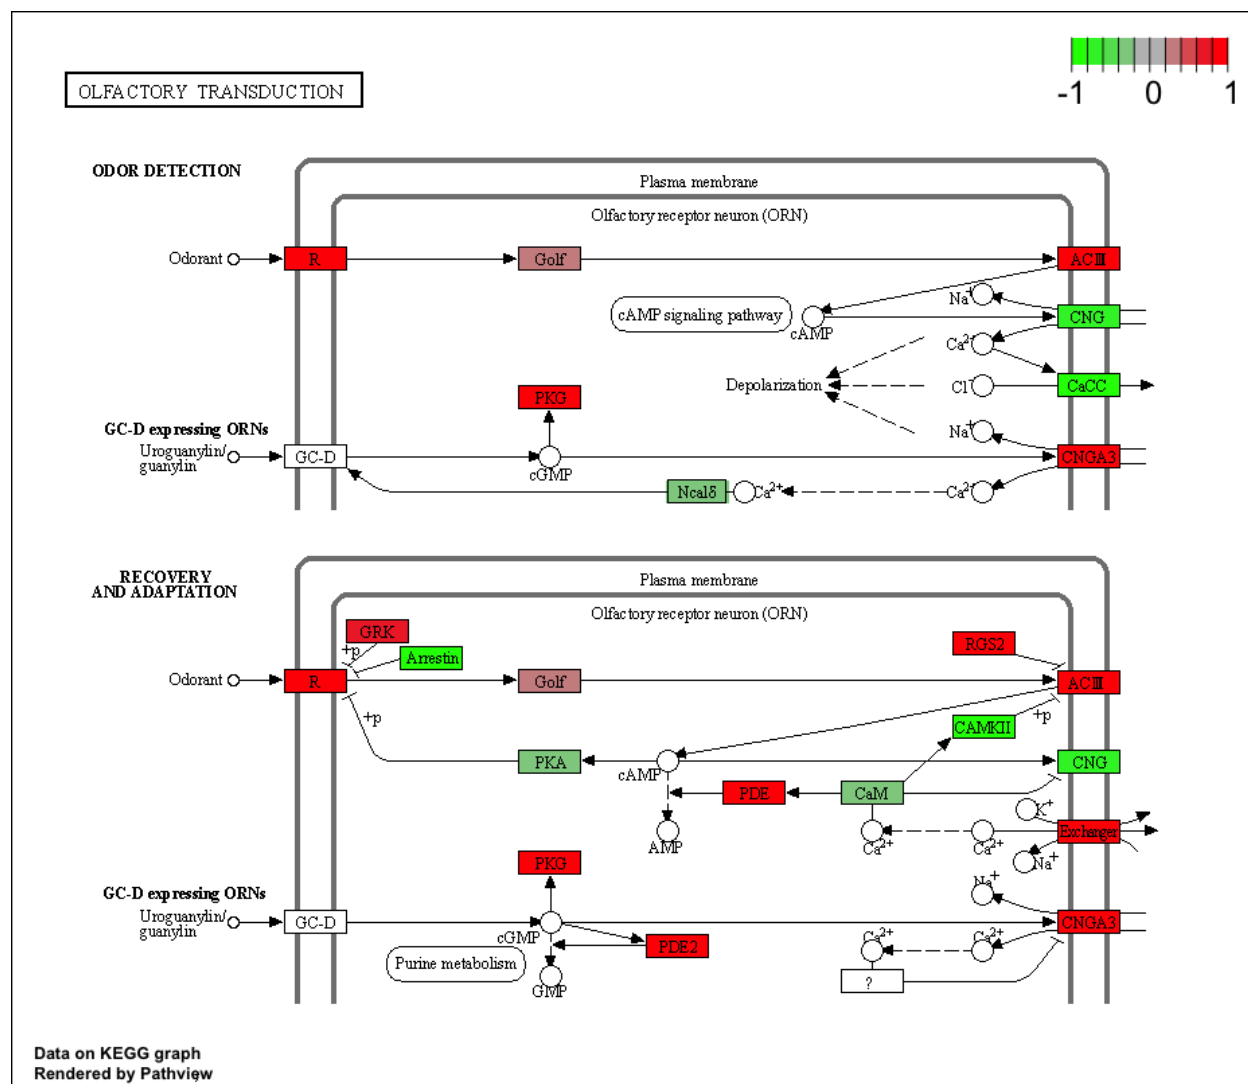 -1 0 1
OLFACTORY TRANSDUCTION
ODOR DETECTION
Plasma membrane
Olfactory receptor neuron (ORN)
Odorant
R
Golf
ACIII
Na+
cAMP signaling pathway
cAMP
CNG
Ca2+
Depolarization
Cl-
CaCC
PKG
GC-D expressing ORNs
Uroguanylin/
guanylin
GC-D
cGMP
Na+
CNGA3
Ncalδ
Ca2+
Ca2+
RECOVERY
AND ADAPTATION
Plasma membrane
Olfactory receptor neuron (ORN)
GRK
+p
Arrestin
RGS2
Odorant
R
Golf
ACIII
+p
CAMKII
+p
PKA
cAMP
CNG
PDE
CaM
K+
AMP
Ca2+
Ca2+
Exchanger
Na+
PKG
GC-D expressing ORNs
Uroguanylin/
guanylin
GC-D
cGMP
Na+
CNGA3
Ca2+
Ca2+
PDE2
Purine metabolism
GMP
?
Data on KEGG graph
Rendered by Pathview